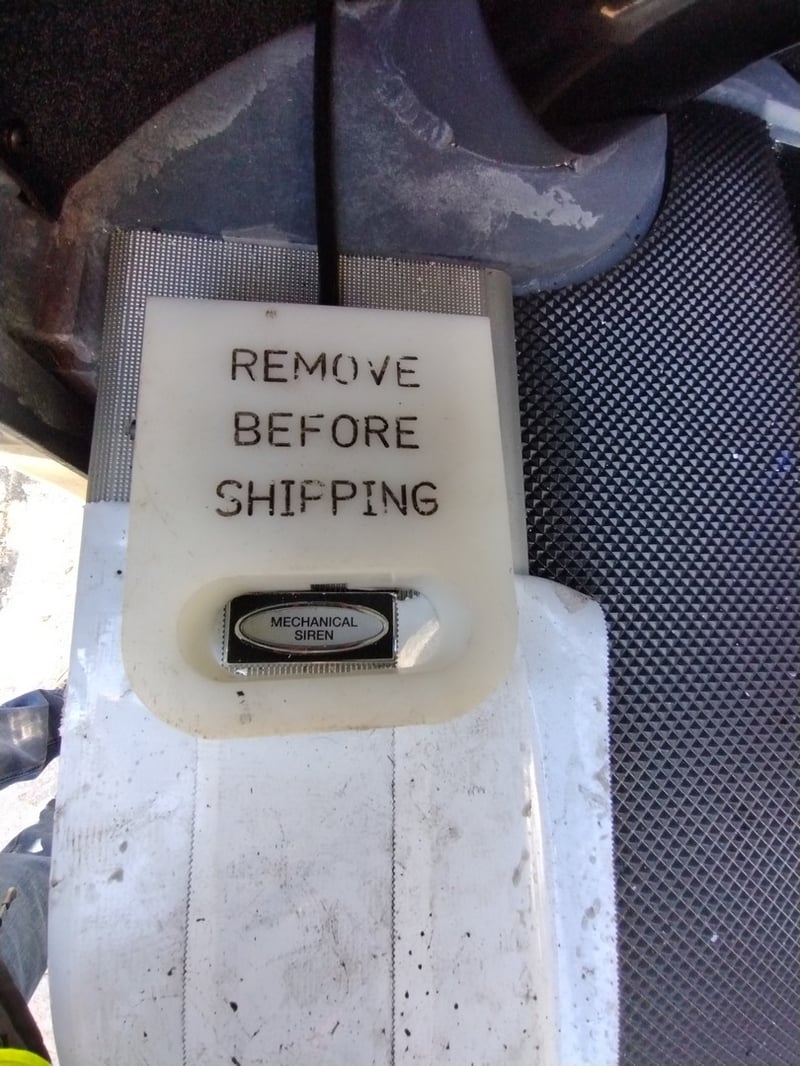 REMOVE
BEFORE
SHIPPING
MECHANICAL
SIREN